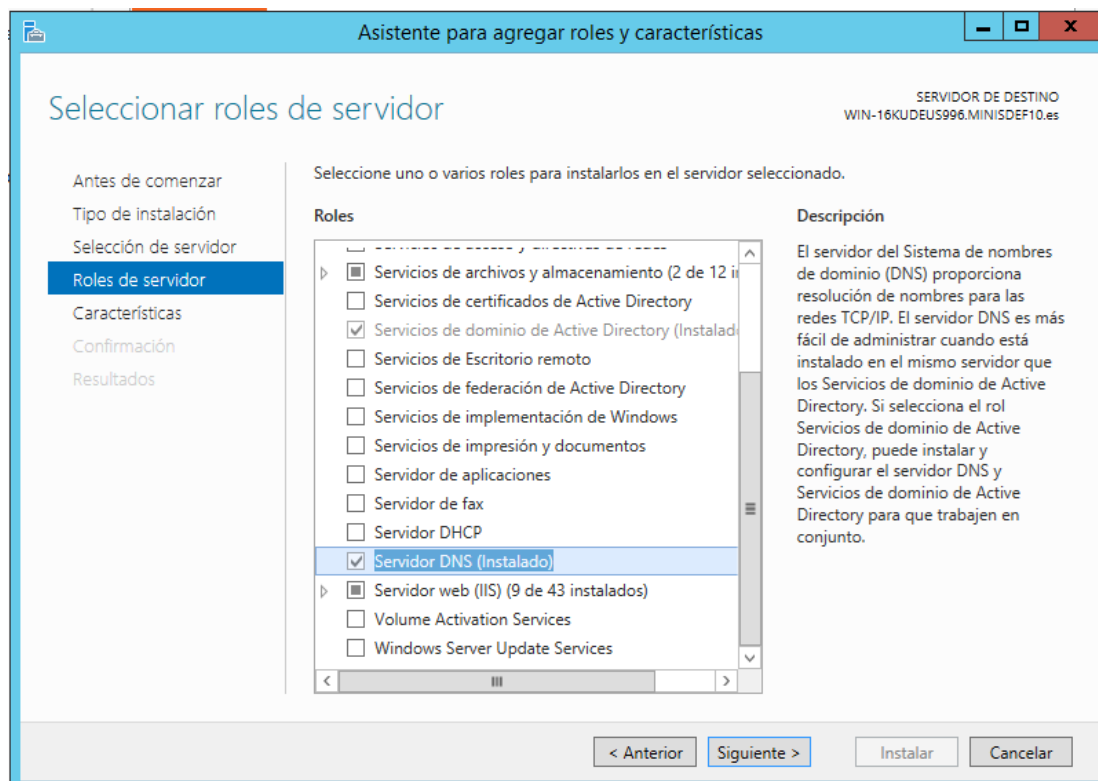 Asistente para agregar roles y características
Seleccionar roles de servidor
SERVIDOR DE DESTINO
WIN-16KUDEUS996.MINISDEF10.es
Antes de comenzar
Tipo de instalación
Selección de servidor
Roles de servidor
Características
Confirmación
Resultados
Seleccione uno o varios roles para instalarlos en el servidor seleccionado.
Roles
Servicios de acceso y directivas de redes
Servicios de archivos y almacenamiento (2 de 12 i
Servicios de certificados de Active Directory
Servicios de dominio de Active Directory (Instalad
Servicios de Escritorio remoto
Servicios de federación de Active Directory
Servicios de implementación de Windows
Servicios de impresión y documentos
Servidor de aplicaciones
Servidor de fax
Servidor DHCP
Servidor DNS (Instalado)
Servidor web (IIS) (9 de 43 instalados)
Volume Activation Services
Windows Server Update Services
Descripción
El servidor del Sistema de nombres
de dominio (DNS) proporciona
resolución de nombres para las
redes TCP/IP. El servidor DNS es más
fácil de administrar cuando está
instalado en el mismo servidor que
los Servicios de dominio de Active
Directory. Si selecciona el rol
Servicios de dominio de Active
Directory, puede instalar y
configurar el servidor DNS y
Servicios de dominio de Active
Directory para que trabajen en
conjunto.
< Anterior
Siguiente >
Instalar
Cancelar